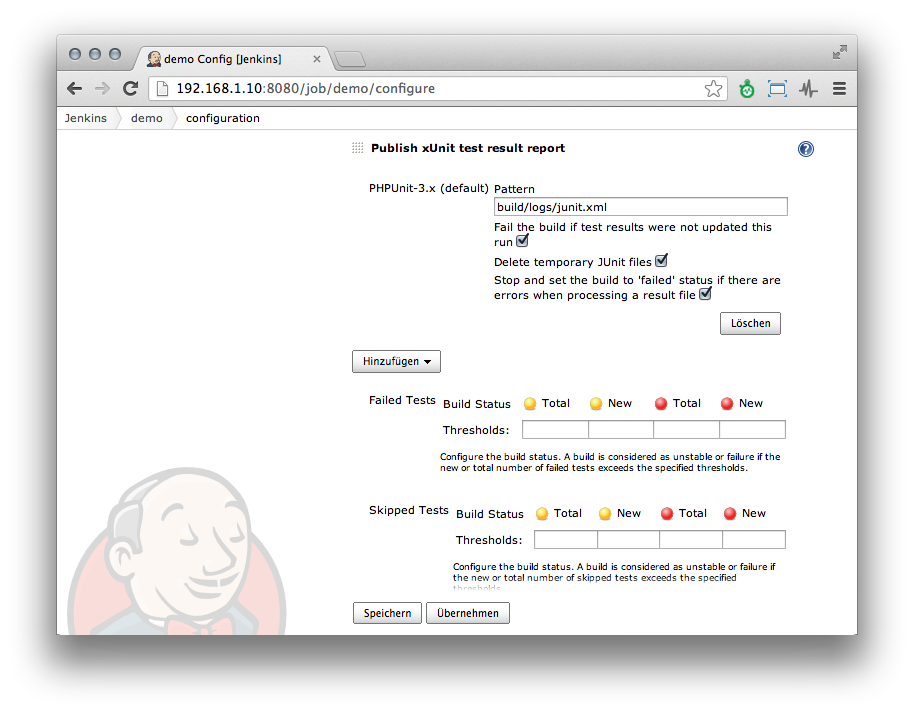 demo Config [Jenkins]
192.168.1.10:8080/job/demo/configure
Jenkins demo configuration
Publish xUnit test result report
?
PHPUnit-3.x (default) Pattern
build/logs/junit.xml
Fail the build if test results were not updated this
run
Delete temporary JUnit files
Stop and set the build to 'failed' status if there are
errors when processing a result file
Löschen
Hinzufügen
Failed Tests Build Status Total New Total New
Thresholds:
Configure the build status. A build is considered as unstable or failure if the
new or total number of failed tests exceeds the specified thresholds.
Skipped Tests Build Status Total New Total New
Thresholds:
Configure the build status. A build is considered as unstable or failure if
the new or total number of skipped tests exceeds the specified
thresholds.
Speichern Übernehmen